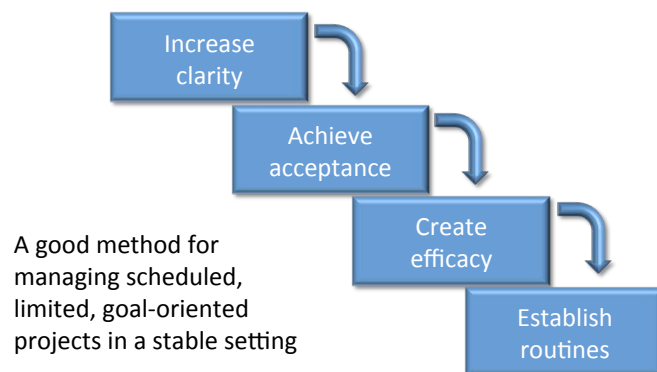 Increase
clarity
Achieve
acceptance
Create
efficacy
A good method for
managing scheduled,
limited, goal-oriented
projects in a stable setting
Establish
routines